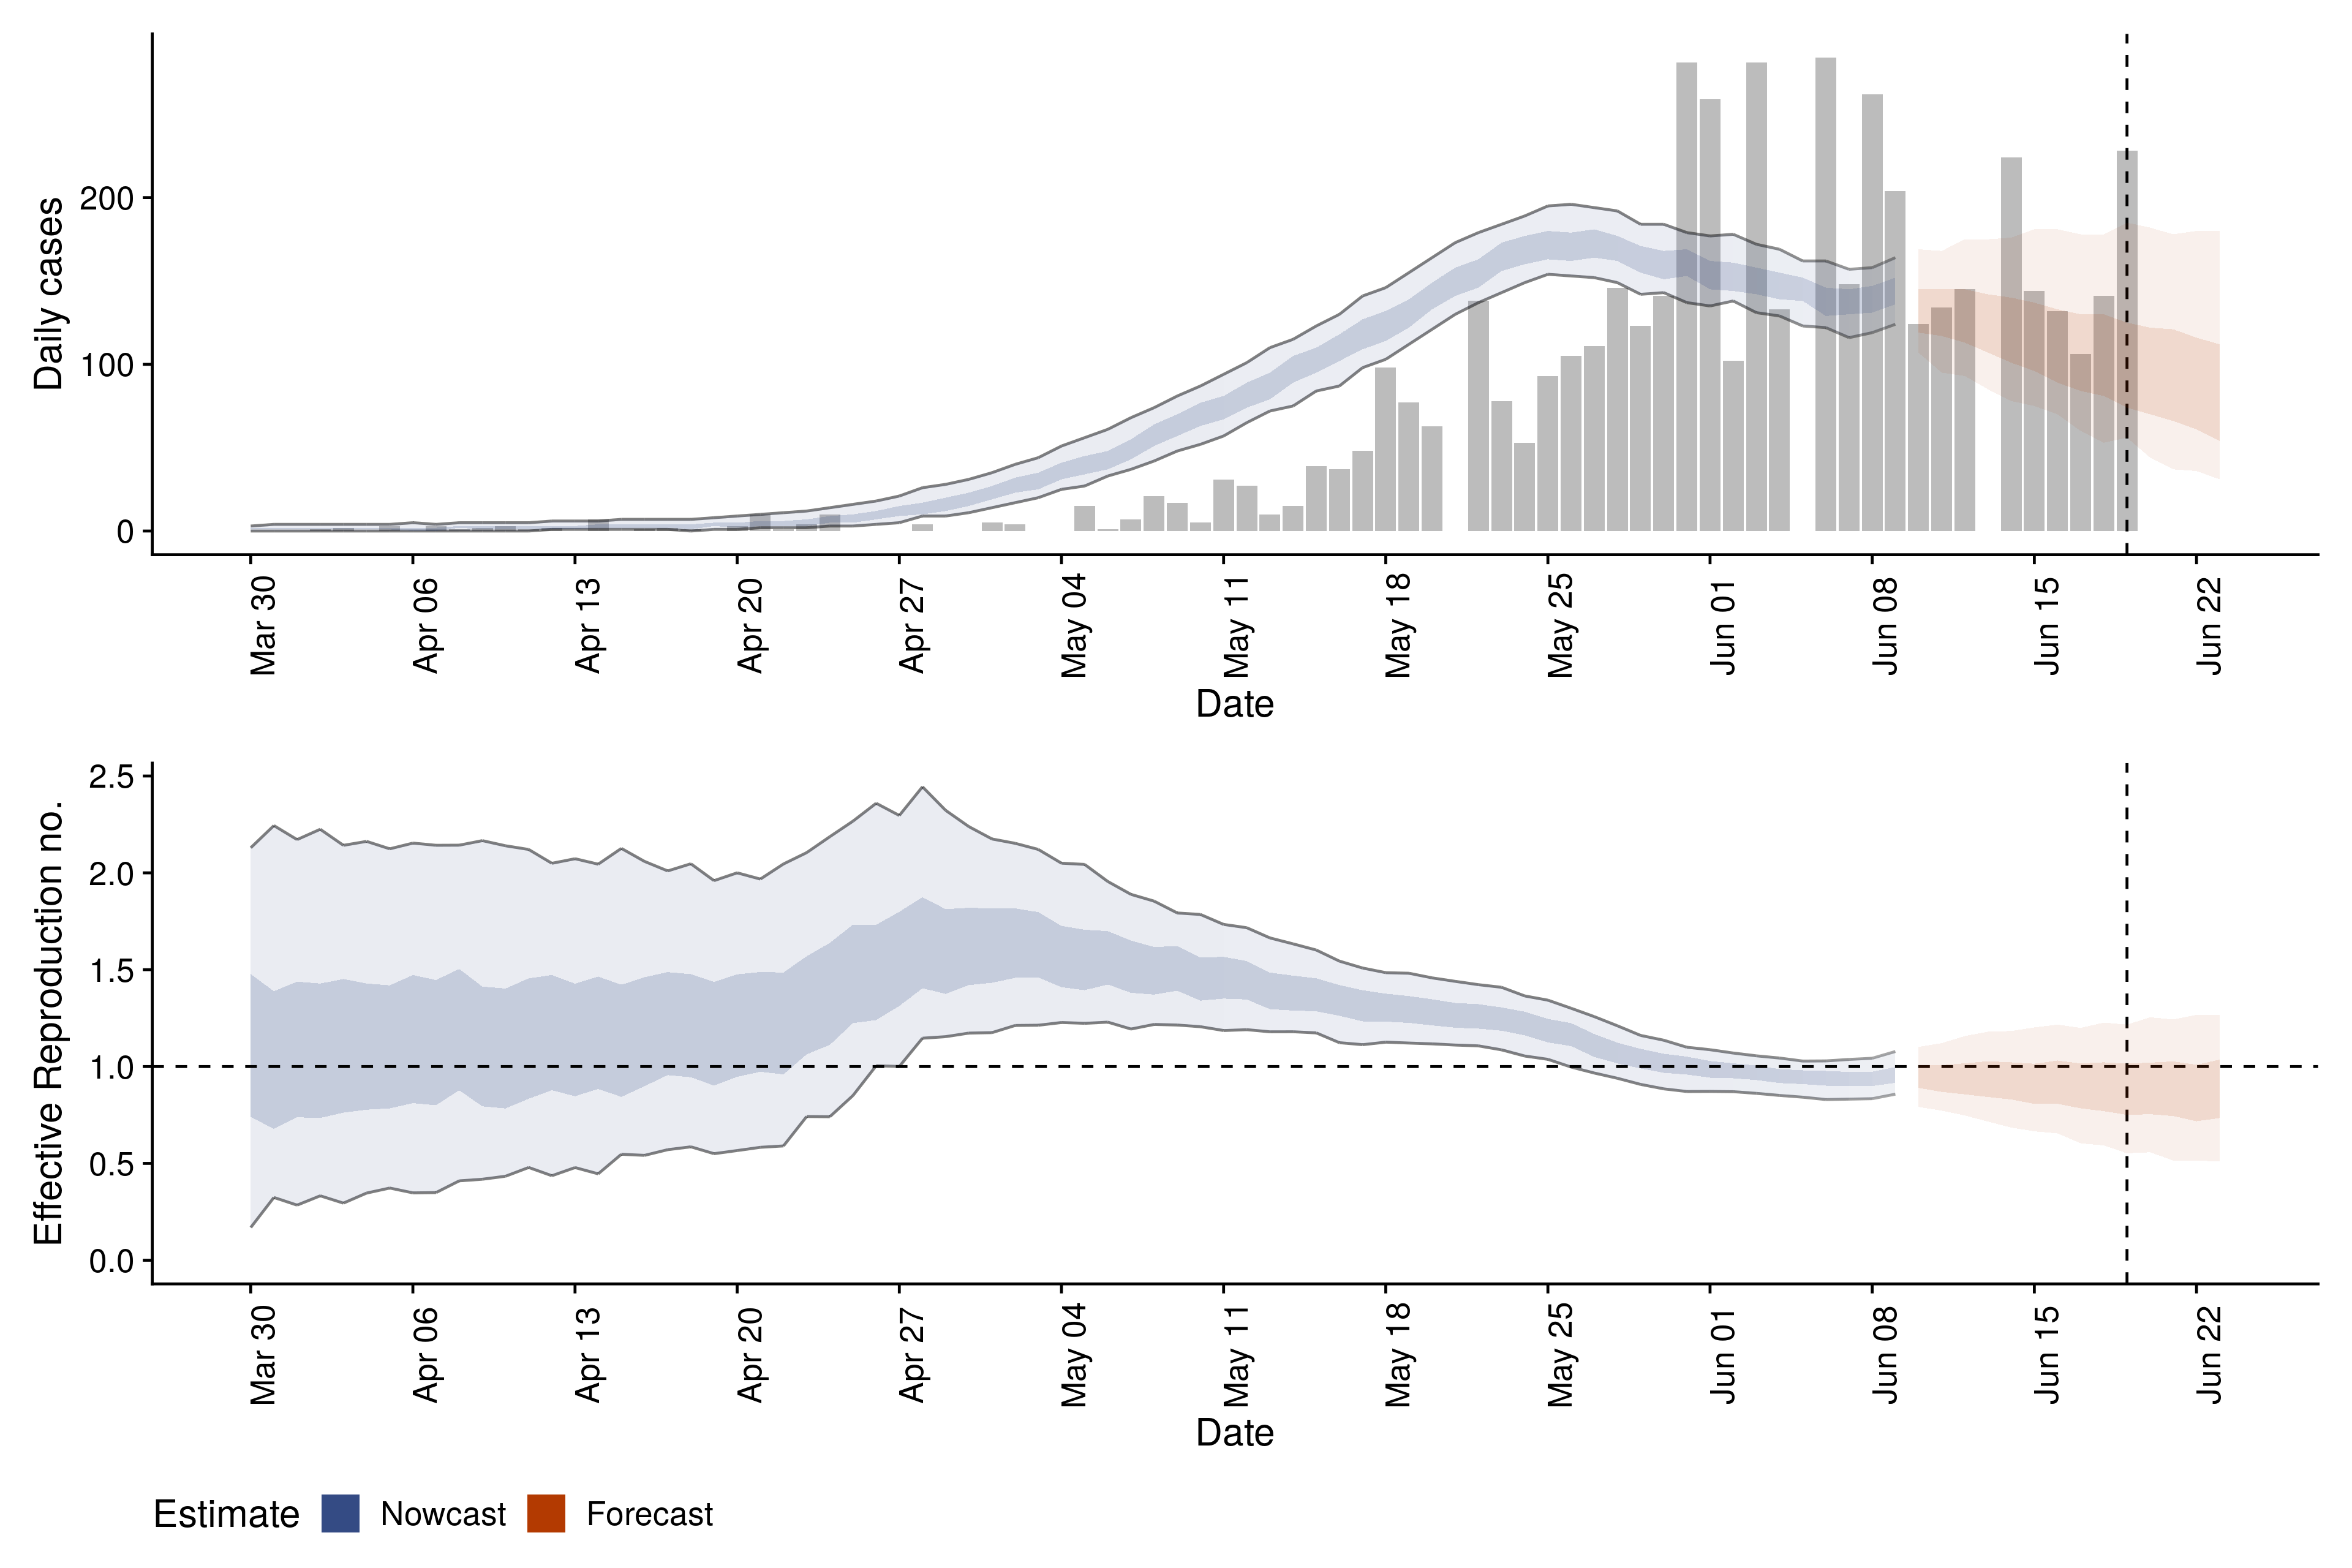 Daily cases
200
100
0
Mar 30
Apr 06
Apr 13
Apr 20
Apr 27
May 04
May 11
May 18
May 25
Jun 01
Jun 08
Jun 15
Jun 22
Date
Effective Reproduction no.
2.5
2.0
1.5
1.0
0.5
0.0
Mar 30
Apr 06
Apr 13
Apr 20
Apr 27
May 04
May 11
May 18
May 25
Jun 01
Jun 08
Jun 15
Jun 22
Date
Estimate Nowcast Forecast